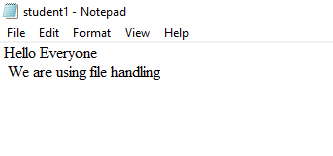 student1 - Notepad
File Edit Format View Help
Hello Everyone
We are using file handling